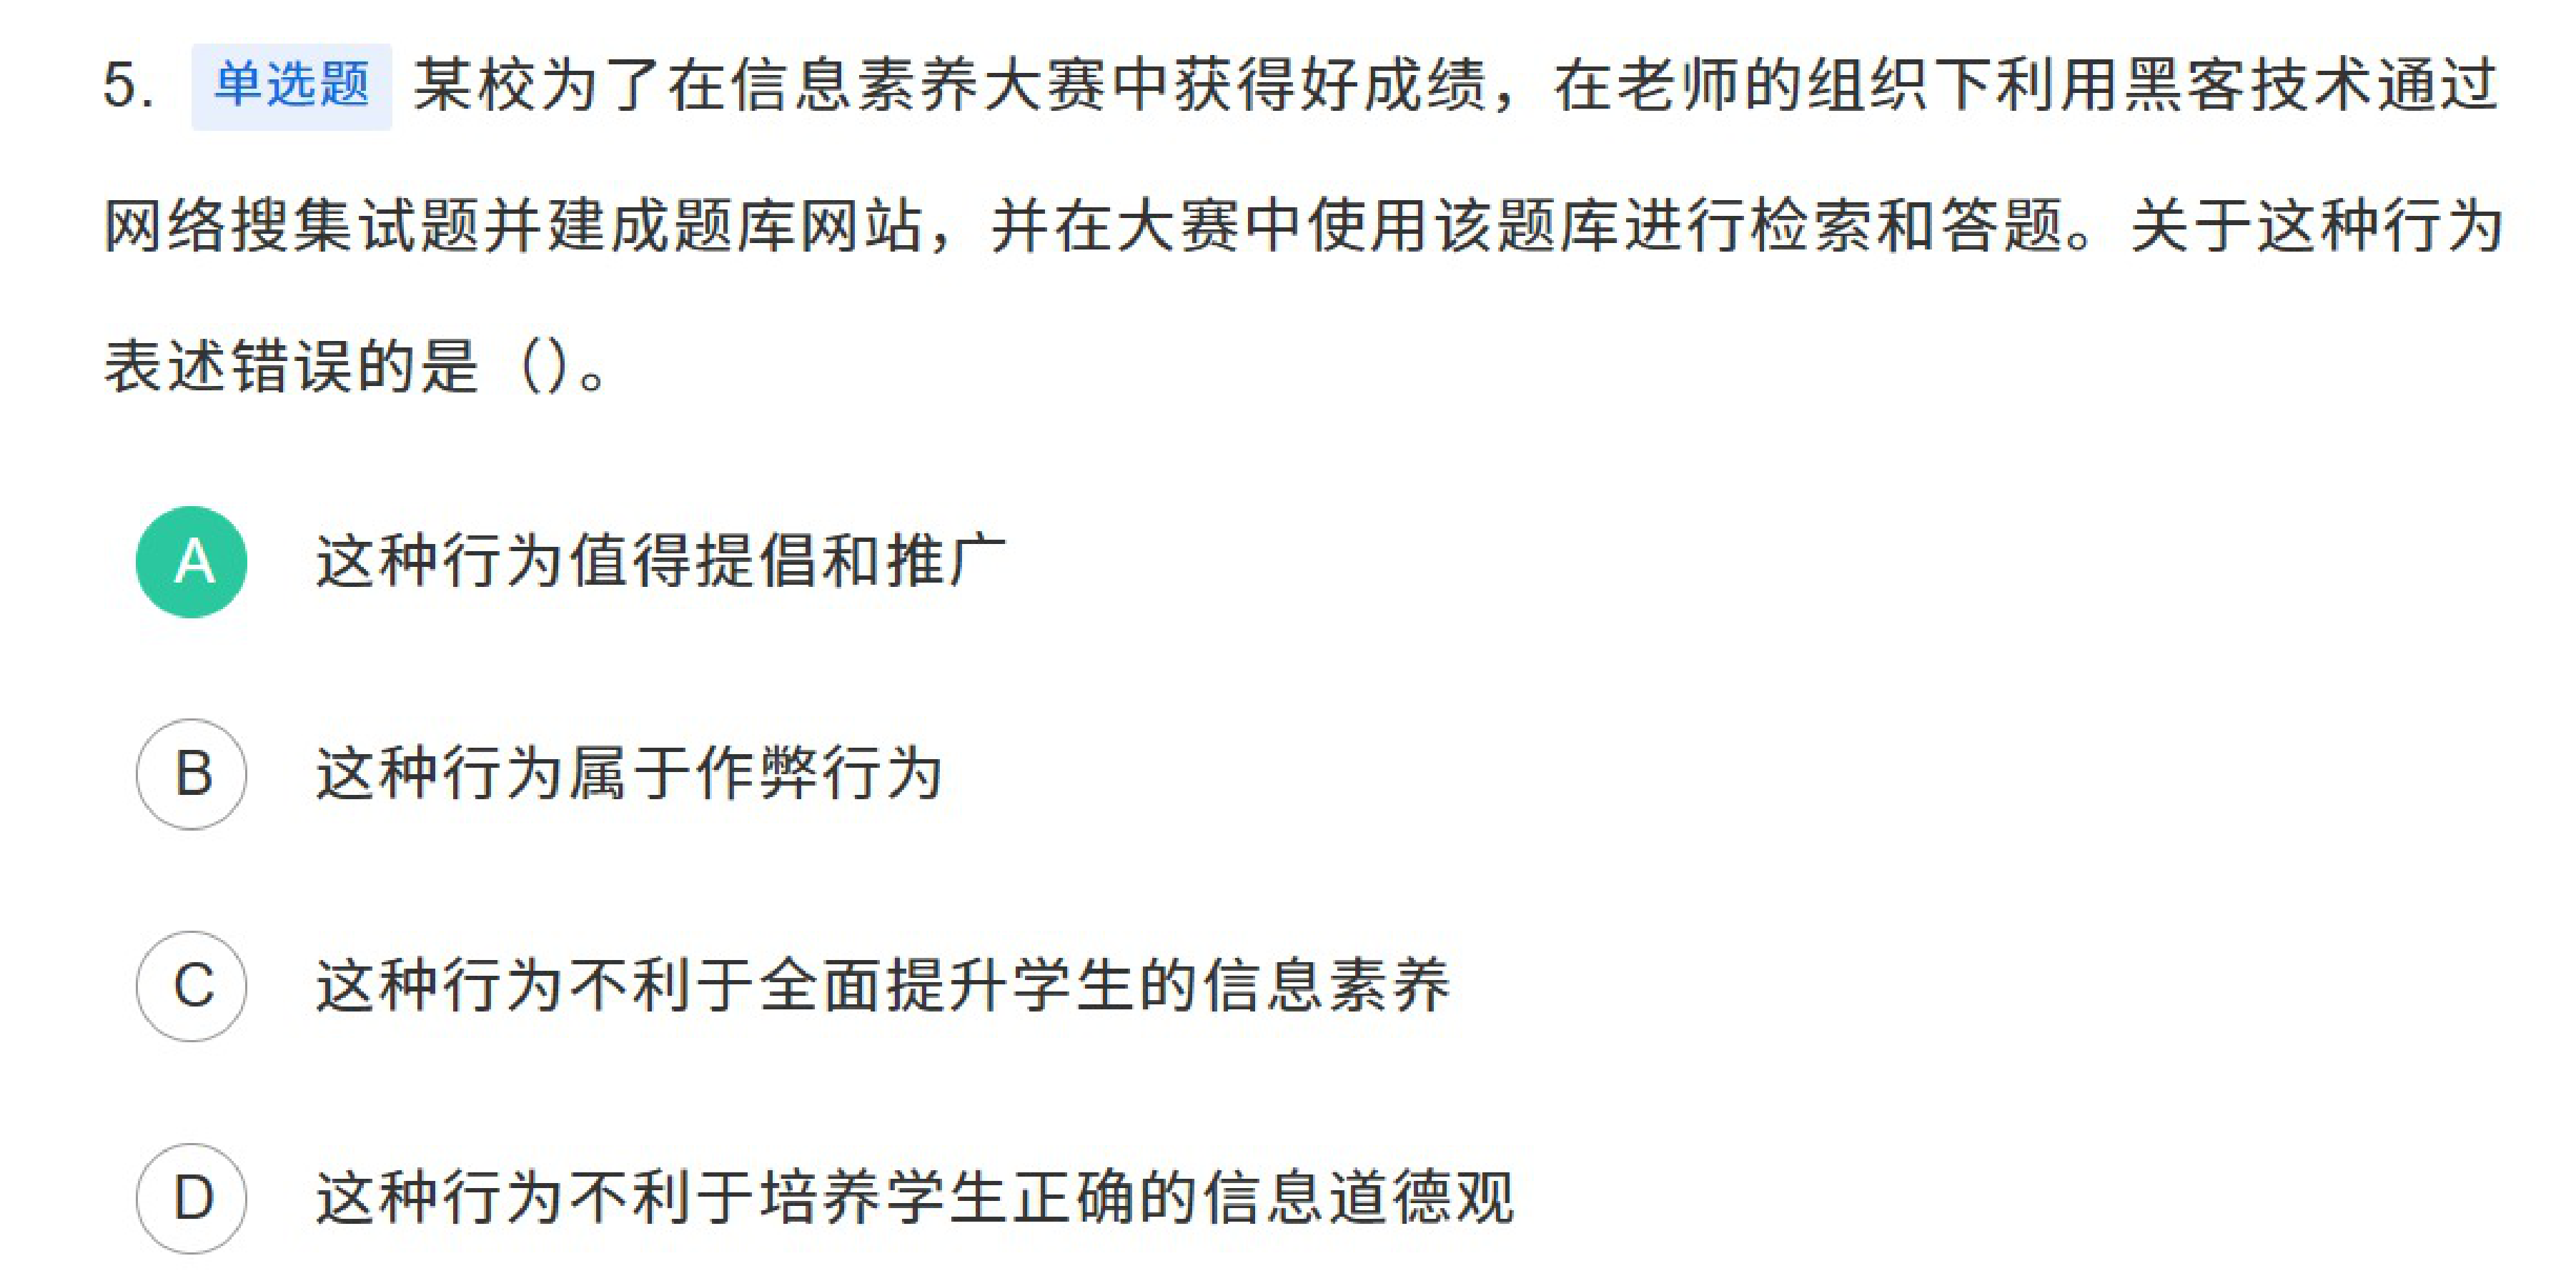 5. 单选题 某校为了在信息素养大赛中获得好成绩，在老师的组织下利用黑客技术通过
网络搜集试题并建成题库网站，并在大赛中使用该题库进行检索和答题。关于这种行为
表述错误的是（）。
A 这种行为值得提倡和推广
B 这种行为属于作弊行为
C 这种行为不利于全面提升学生的信息素养
D 这种行为不利于培养学生正确的信息道德观